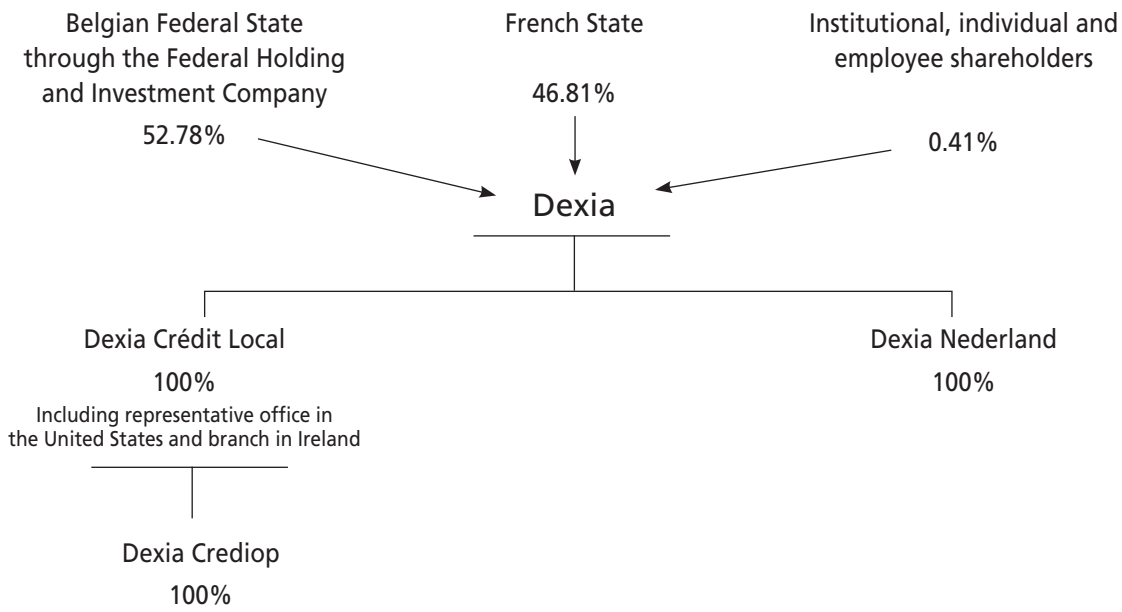 Belgian Federal State
through the Federal Holding
and Investment Company
52.78%
French State
46.81%
Institutional, individual and
employee shareholders
0.41%
Dexia
Dexia Crédit Local
100%
Including representative office in
the United States and branch in Ireland
Dexia Nederland
100%
Dexia Crediop
100%